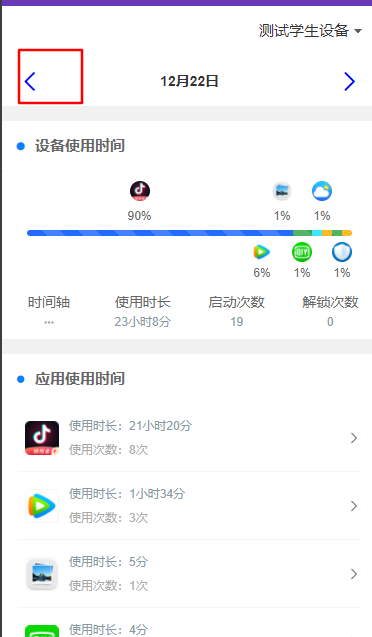 测试学生设备
12月22日
设备使用时间
90%
1%
1%
6%
1%
1%
时间轴
使用时长
启动次数
解锁次数
...
23小时8分
19
0
应用使用时间
使用时长：21小时20分
使用次数：8次
使用时长：1小时34分
使用次数：3次
使用时长：5分
使用次数：1次
使用时长：4分